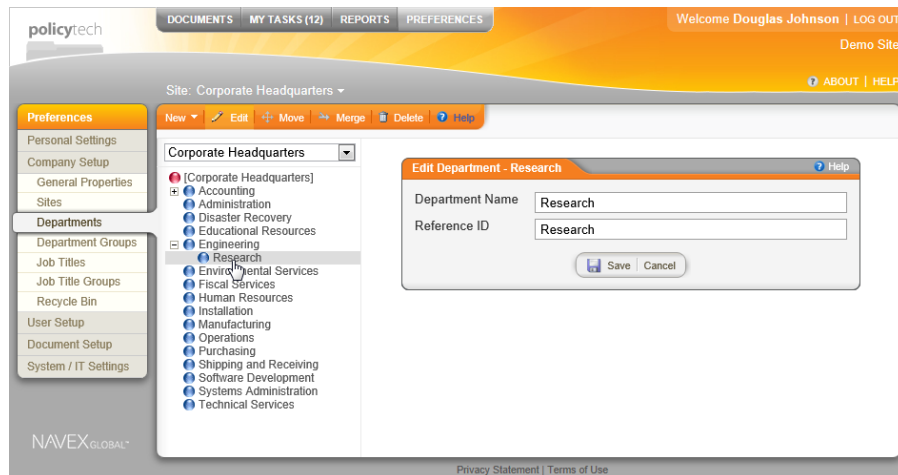 policytech
DOCUMENTS MY TASKS (12) REPORTS PREFERENCES
Welcome Douglas Johnson | LOG OUT
Demo Site
Site: Corporate Headquarters
ABOUT | HELP
Preferences
Personal Settings
Company Setup
General Properties
Sites
Departments
Department Groups
Job Titles
Job Title Groups
Recycle Bin
User Setup
Document Setup
System / IT Settings
NAVEX GLOBAL
New Edit Move Merge Delete Help
Corporate Headquarters
[Corporate Headquarters]
Accounting
Administration
Disaster Recovery
Educational Resources
Engineering
Research
Environmental Services
Fiscal Services
Human Resources
Installation
Manufacturing
Operations
Purchasing
Shipping and Receiving
Software Development
Systems Administration
Technical Services
Edit Department - Research Help
Department Name Research
Reference ID Research
Save Cancel
Privacy Statement | Terms of Use